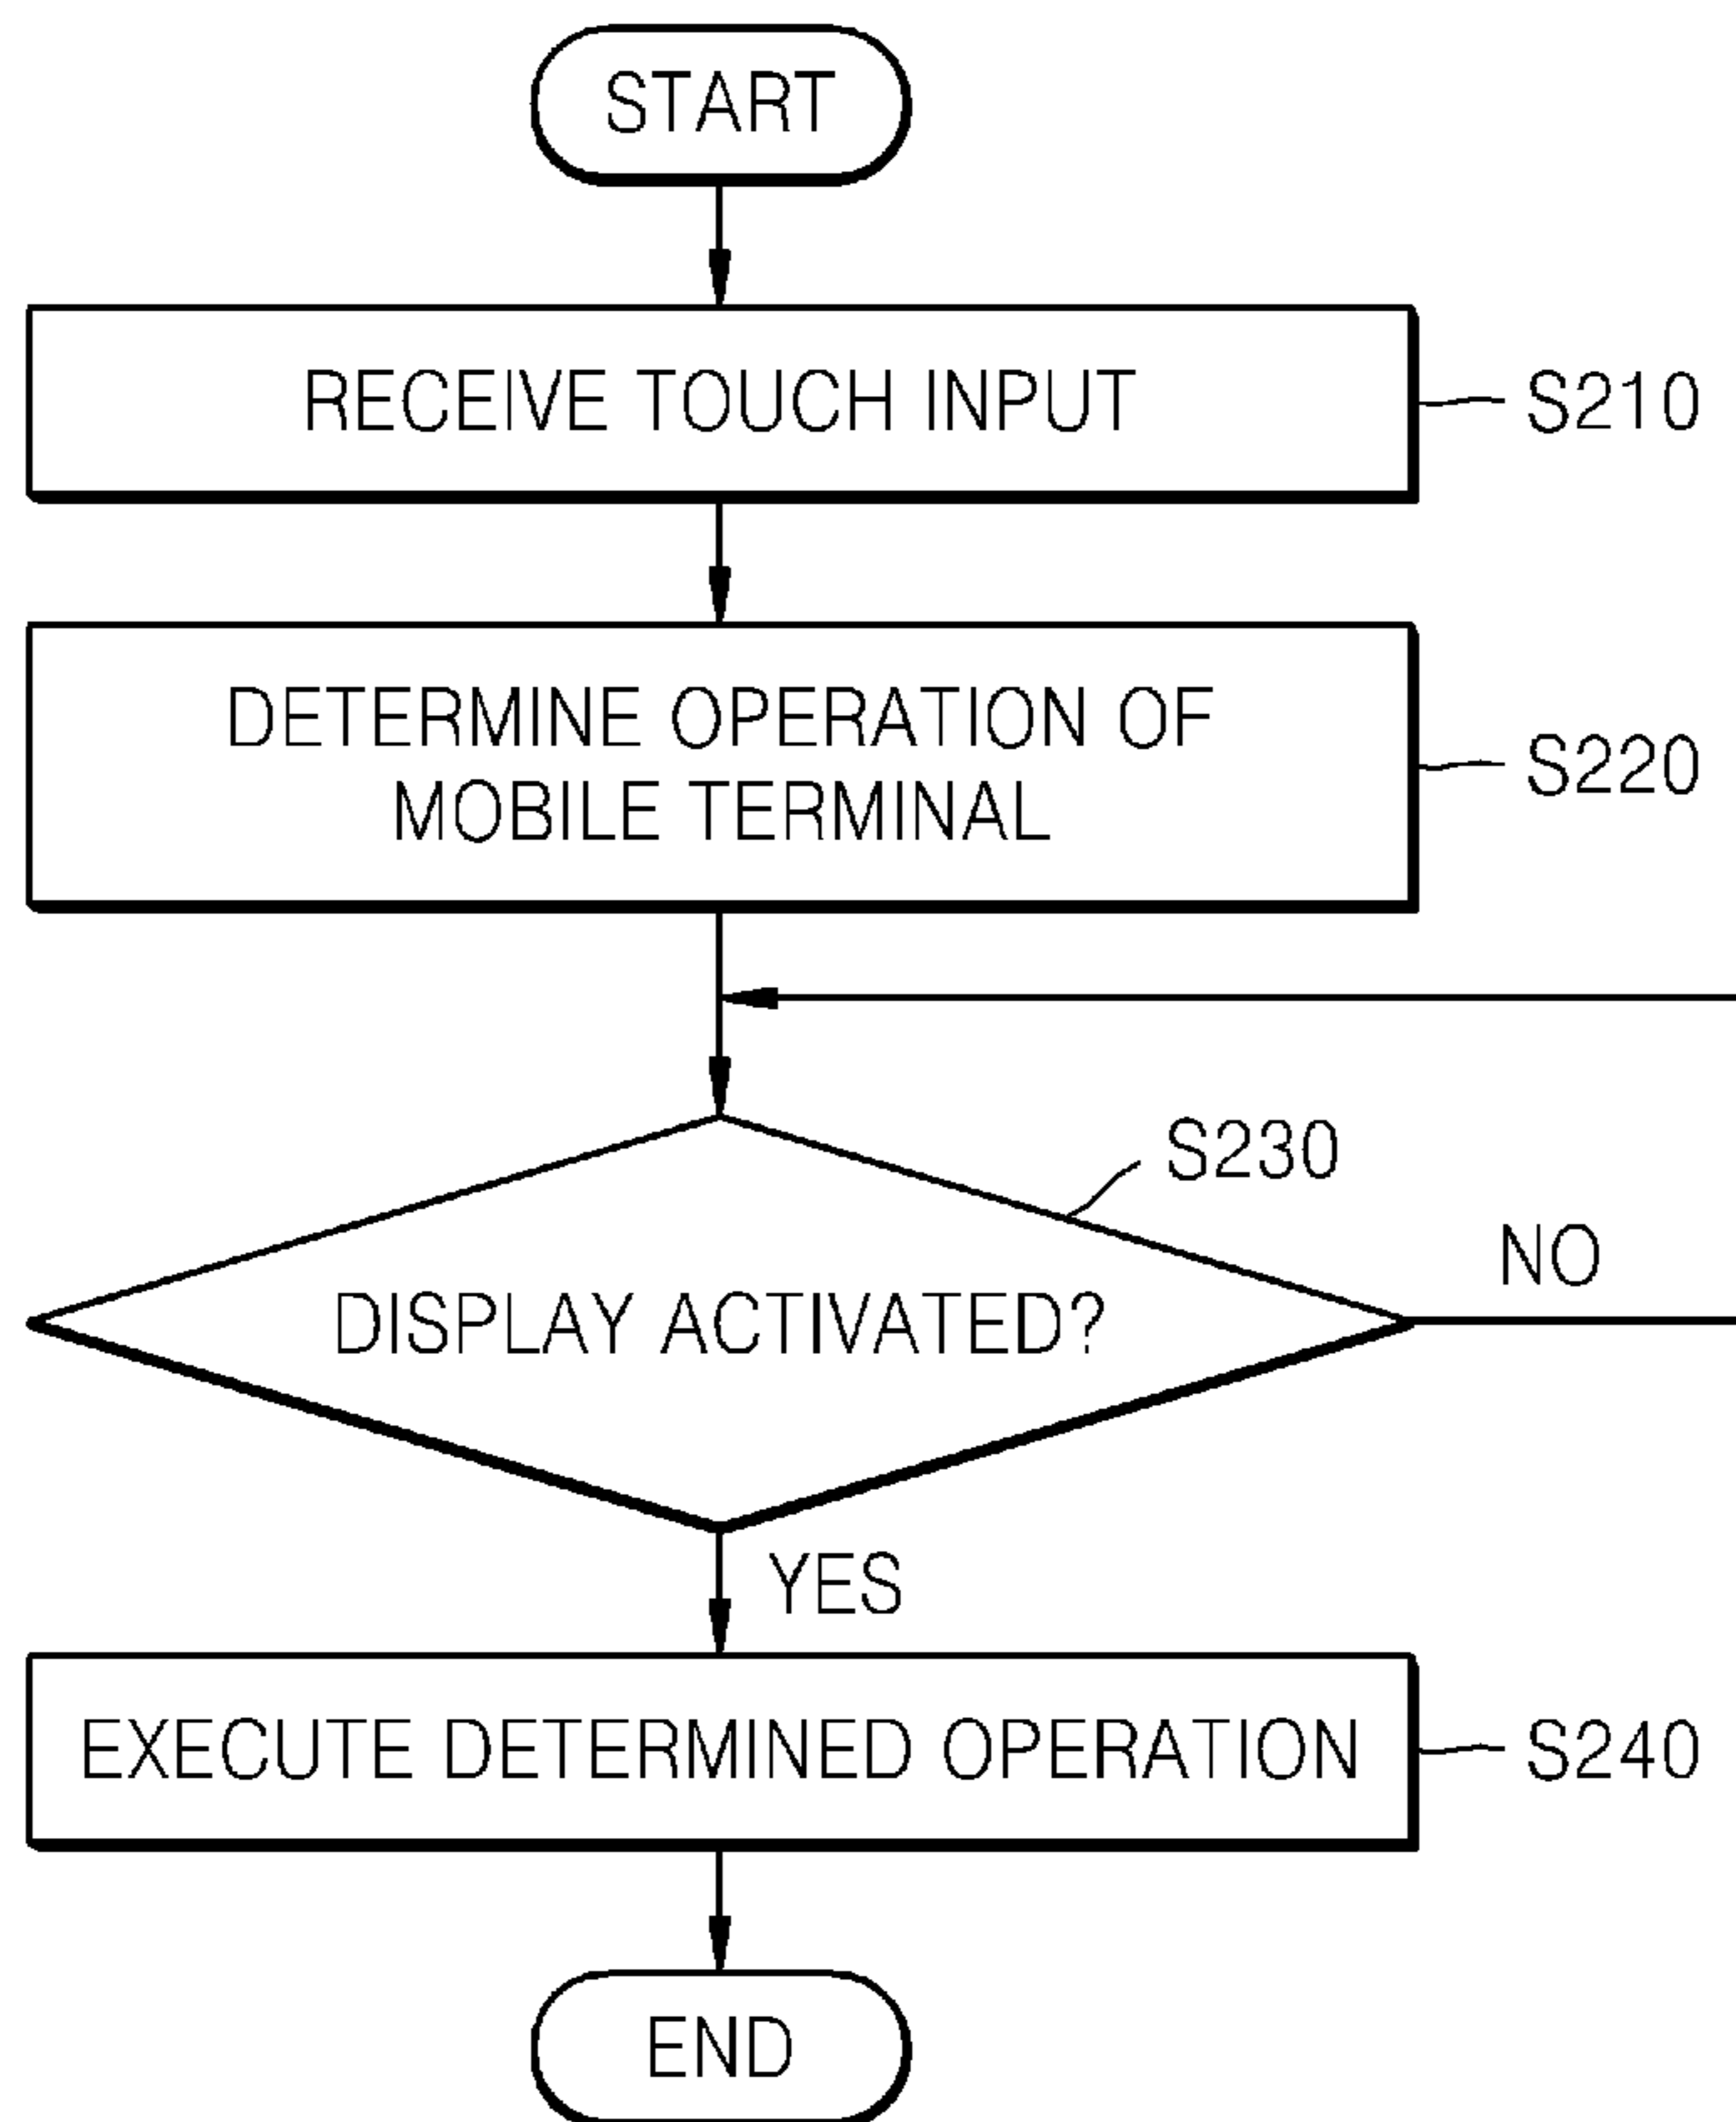 START
RECEIVE TOUCH INPUT
S210
DETERMINE OPERATION OF
MOBILE TERMINAL
S220
S230
DISPLAY ACTIVATED?
NO
YES
EXECUTE DETERMINED OPERATION
S240
END